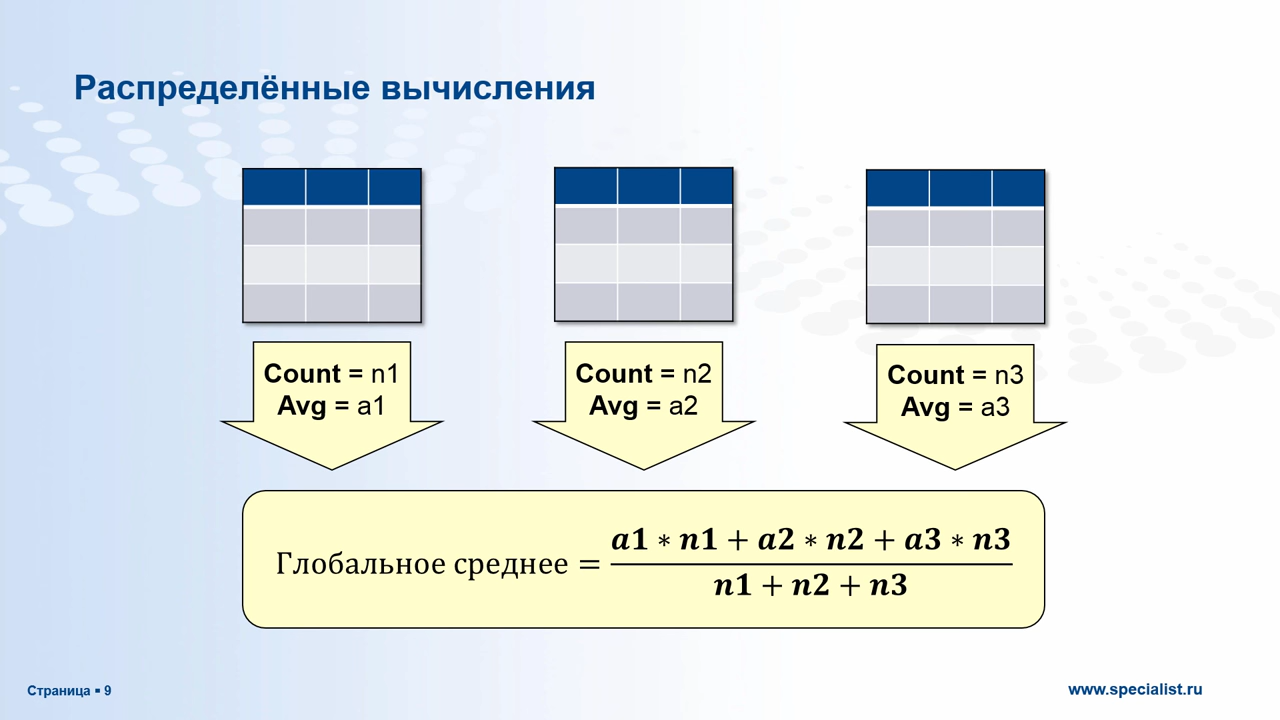 Распределённые вычисления
Count = n1
Avg = a1
Count = n2
Avg = a2
Count = n3
Avg = a3
Глобальное среднее = (a1 ∗ n1 + a2 ∗ n2 + a3 ∗ n3) / (n1 + n2 + n3)
Страница ▪ 9
www.specialist.ru